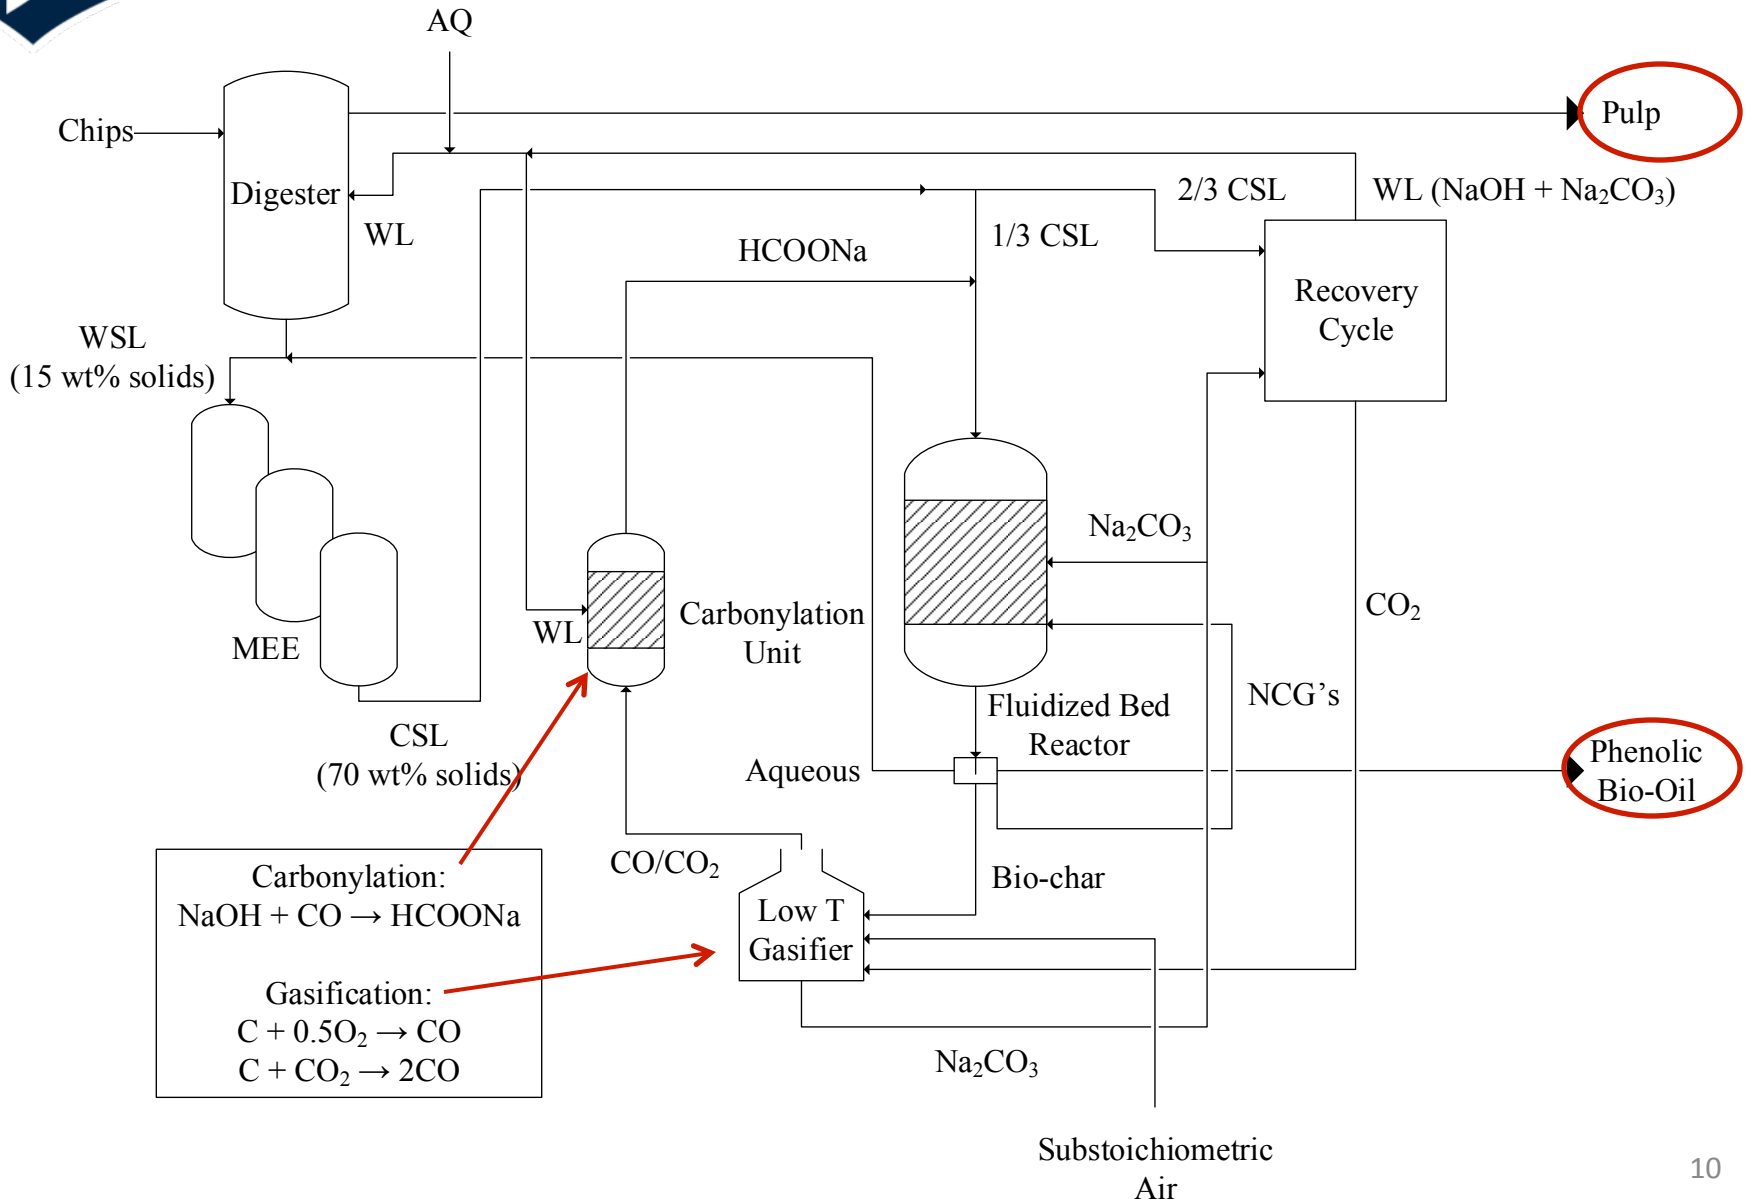 AQ
Chips
Pulp
Digester
2/3 CSL
WL (NaOH + Na₂CO₃)
WL
1/3 CSL
HCOONa
Recovery
Cycle
WSL
(15 wt% solids)
Na₂CO₃
CO₂
Carbonylation
Unit
WL
MEE
NCG's
Fluidized Bed
Reactor
CSL
(70 wt% solids)
Aqueous
Phenolic
Bio-Oil
CO/CO₂
Bio-char
Carbonylation:
NaOH + CO → HCOONa
Gasification:
C + 0.5O₂ → CO
C + CO₂ → 2CO
Low T
Gasifier
Na₂CO₃
Substoichiometric
Air
10